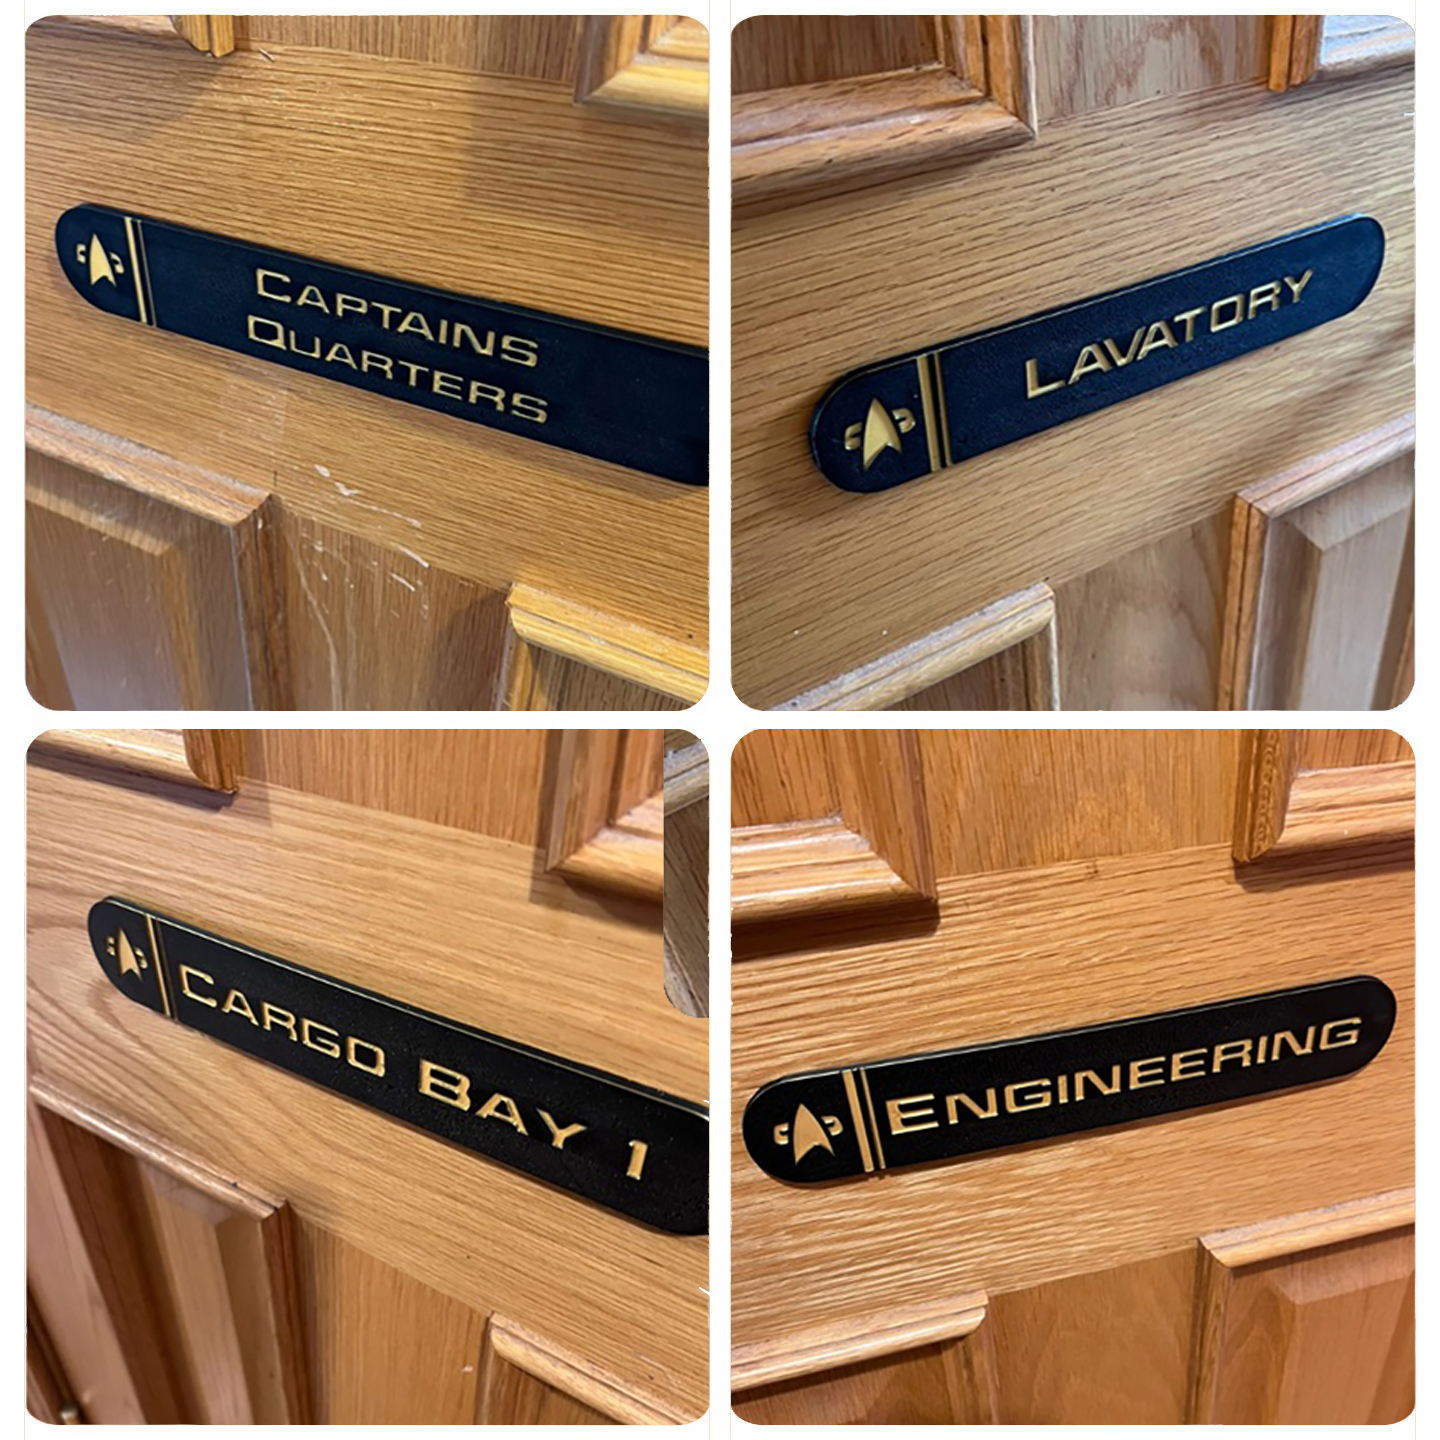 CAPTAINS
QUARTERS
LAVATORY
CARGO BAY 1
ENGINEERING